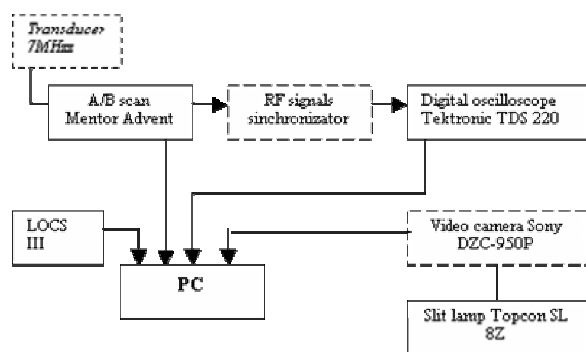 Transducer
7MHz
A/B scan
Mentor Advent
RF signals
sinchronizator
Digital oscilloscope
Tektronic TDS 220
LOCS
III
PC
Video camera Sony
DZC-950P
Slit lamp Topcon SL
8Z